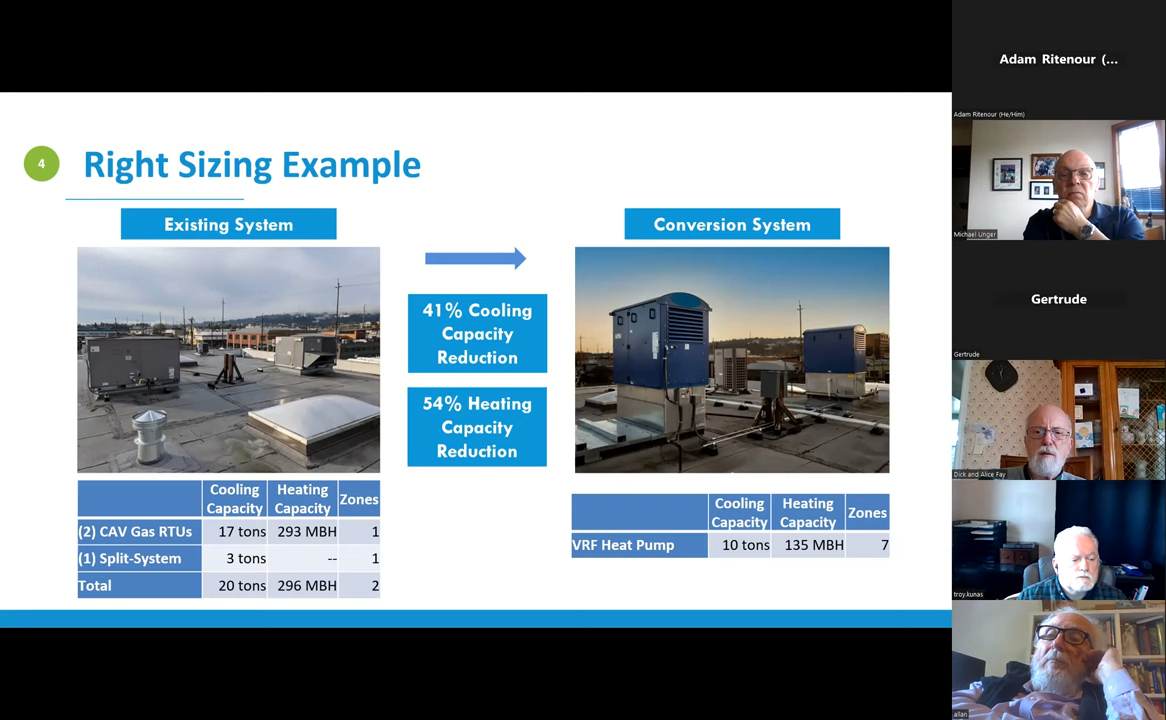 4
Right Sizing Example
Existing System
Conversion System
41% Cooling
Capacity
Reduction
54% Heating
Capacity
Reduction
Cooling Capacity Heating Capacity Zones
(2) CAV Gas RTUs 17 tons 293 MBH 1
(1) Split-System 3 tons -- 1
Total 20 tons 296 MBH 2
Cooling Capacity Heating Capacity Zones
VRF Heat Pump 10 tons 135 MBH 7
Adam Ritenour (...
Adam Ritenour (He/Him)
Michael Unger
Gertrude
Gertrude
Dick and Alice Fay
troy.kunas
allan